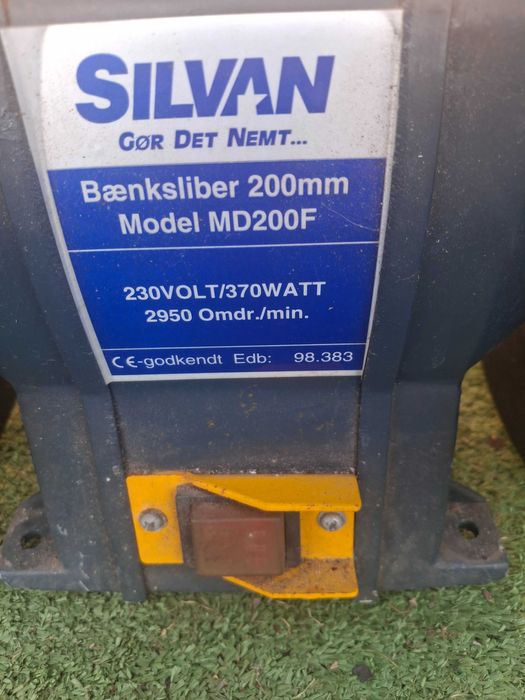 SILVAN
GØR DET NEMT...
Bænksliber 200mm
Model MD200F
230VOLT/370WATT
2950 Omdr./min.
CE-godkendt Edb: 98.383